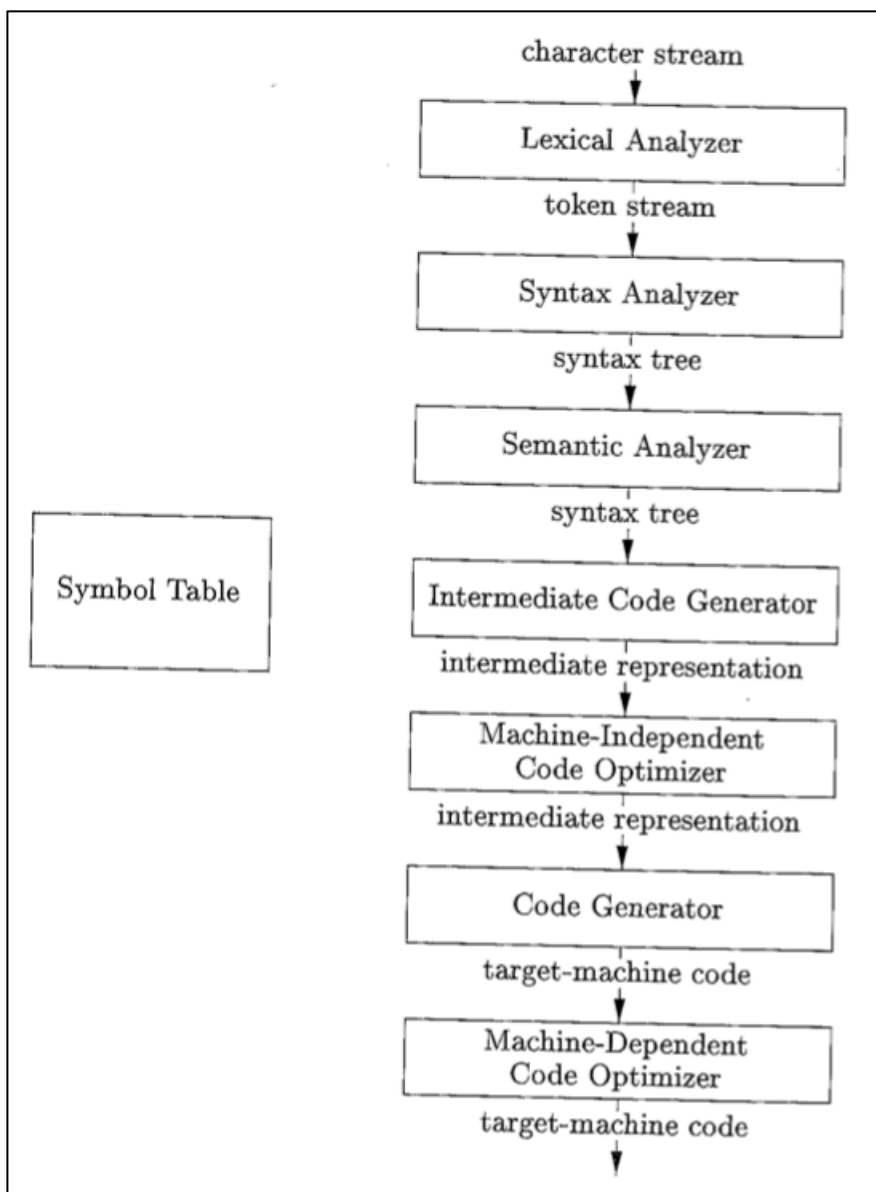 character stream
Lexical Analyzer
token stream
Syntax Analyzer
syntax tree
Semantic Analyzer
syntax tree
Symbol Table
Intermediate Code Generator
intermediate representation
Machine-Independent
Code Optimizer
intermediate representation
Code Generator
target-machine code
Machine-Dependent
Code Optimizer
target-machine code